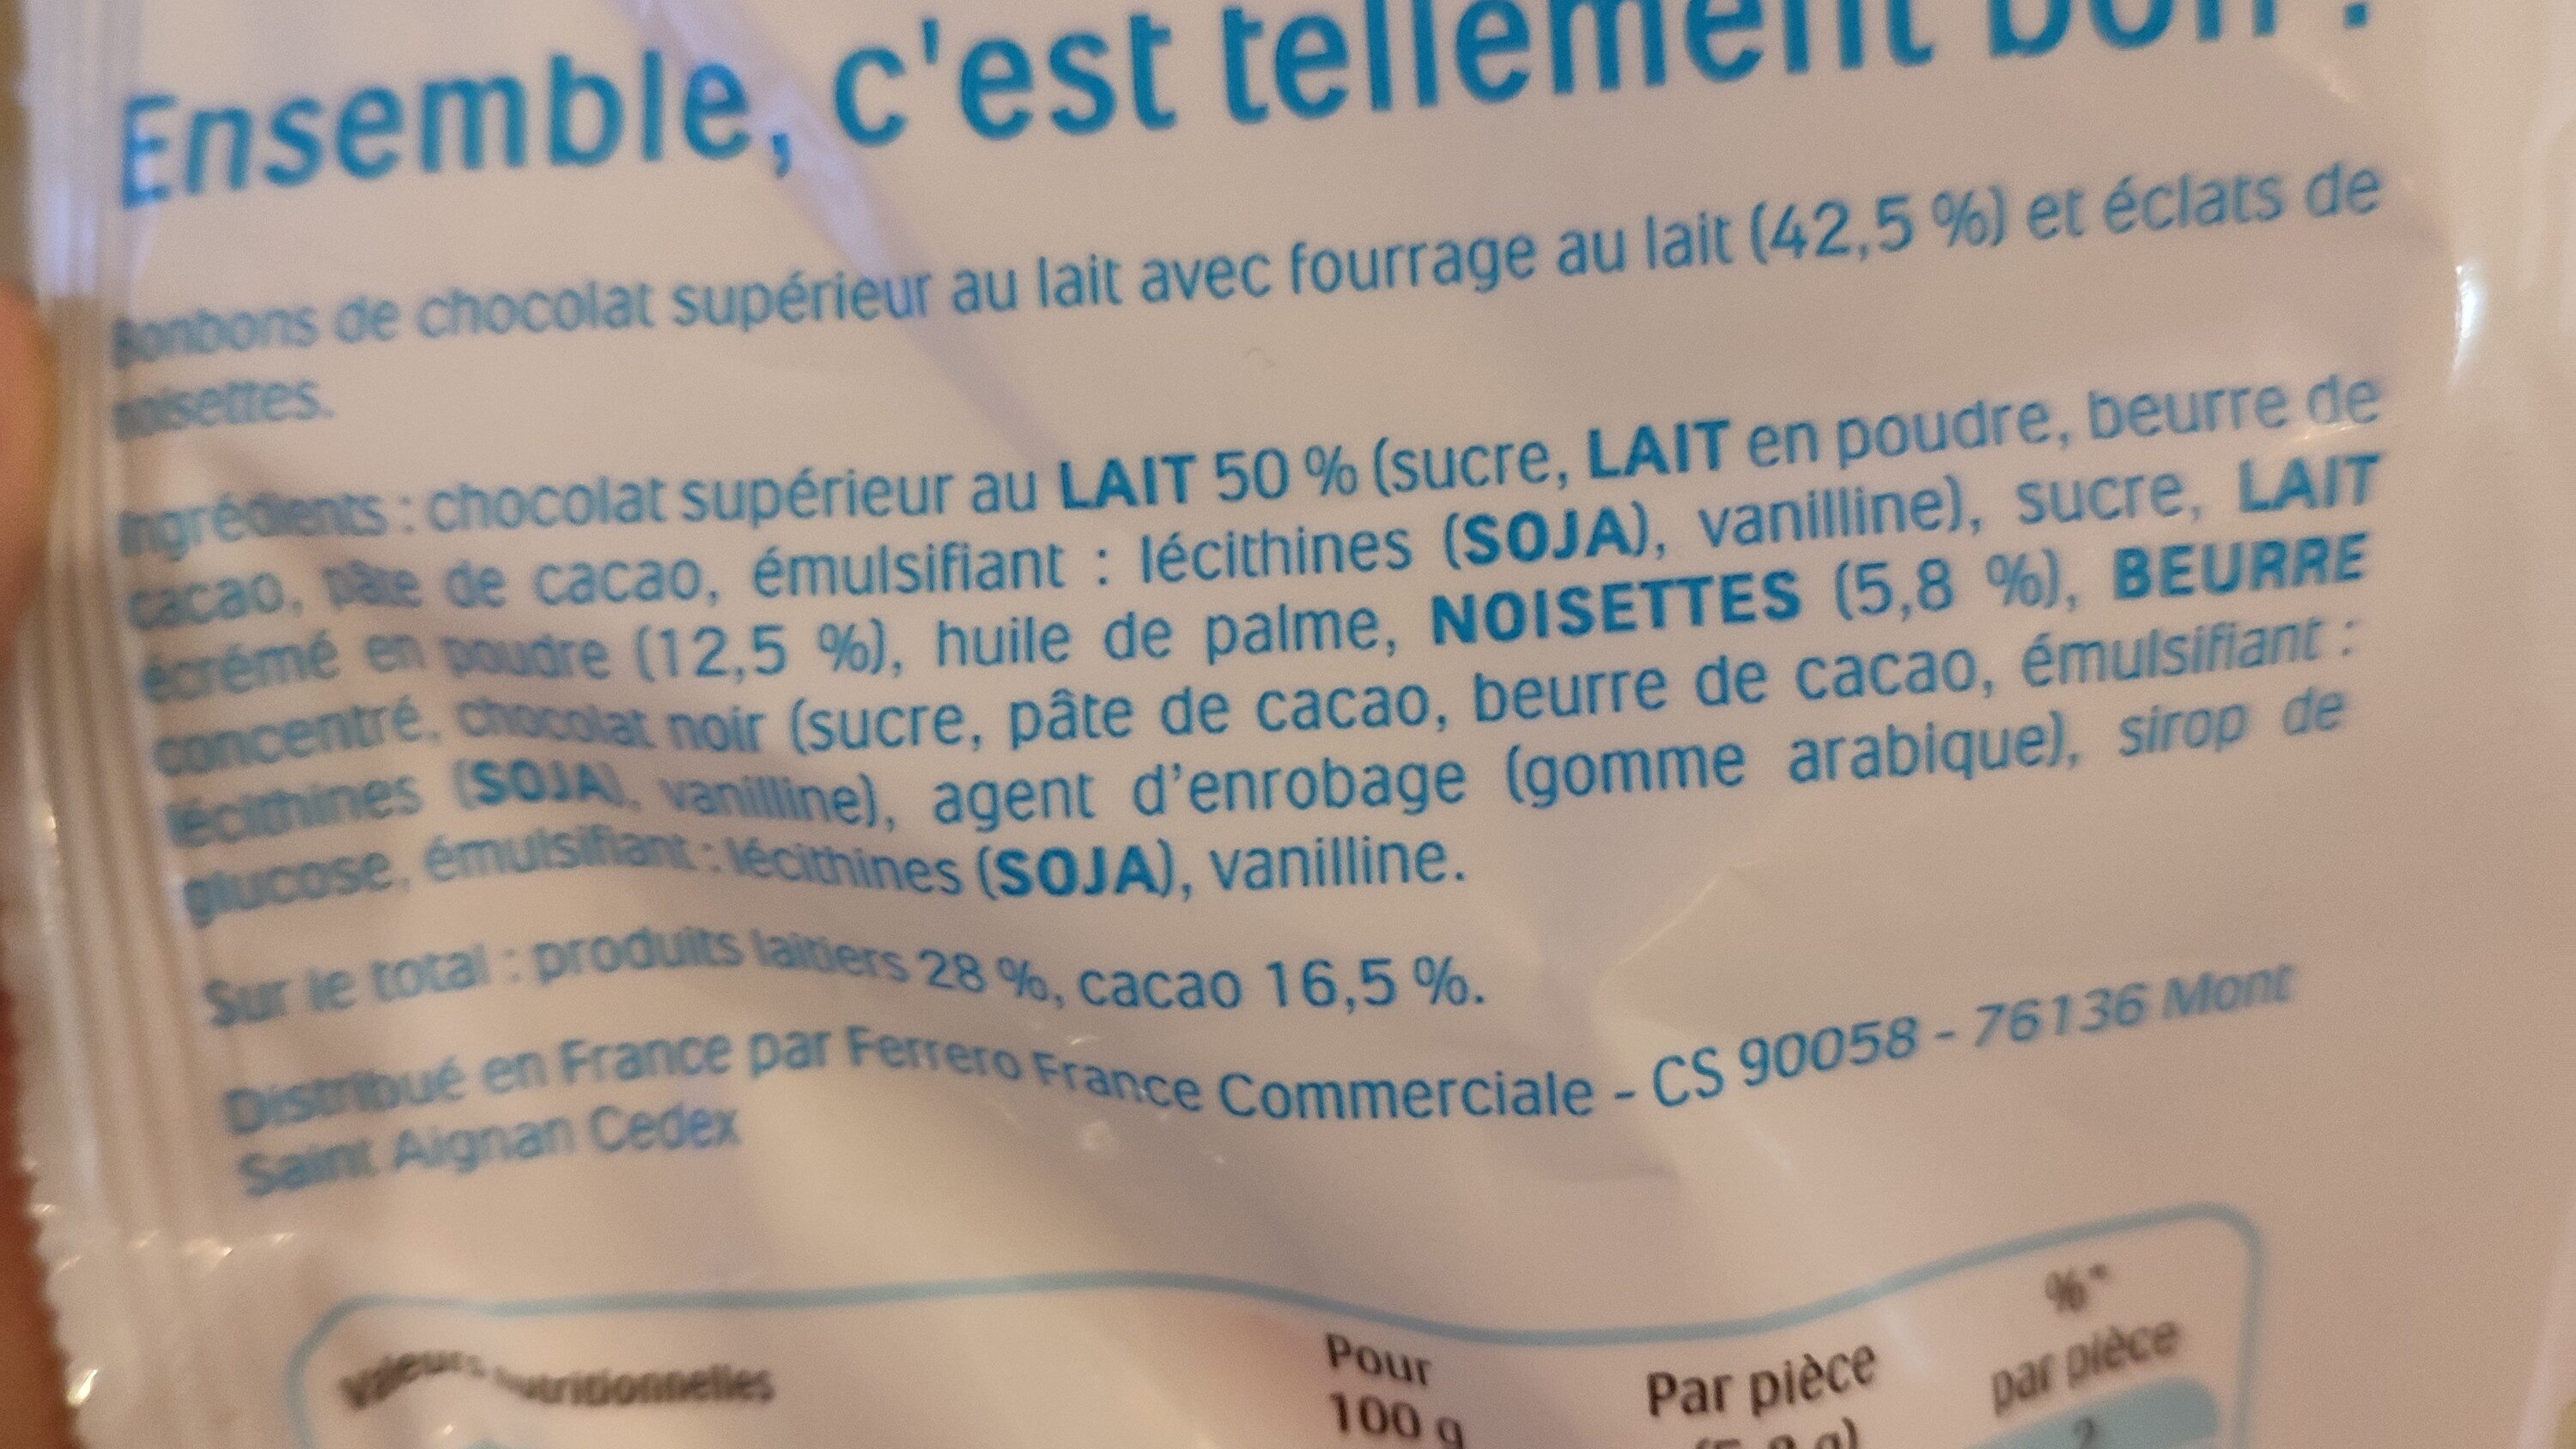 Ensemble, c'est tellement bon !
Bonbons de chocolat supérieur au lait avec fourrage au lait (42,5 %) et éclats de
noisettes.
Ingrédients : chocolat supérieur au LAIT 50 % (sucre, LAIT en poudre, beurre de
cacao, pâte de cacao, émulsifiant : lécithines (SOJA), vanilline), sucre, LAIT
écrémé en poudre (12,5 %), huile de palme, NOISETTES (5,8 %), BEURRE
concentré, chocolat noir (sucre, pâte de cacao, beurre de cacao, émulsifiant :
lécithines (SOJA), vanilline), agent d'enrobage (gomme arabique), sirop de
glucose, émulsifiant : lécithines (SOJA), vanilline.
Sur le total : produits laitiers 28 %, cacao 16,5 %.
Distribué en France par Ferrero France Commerciale - CS 90058 - 76136 Mont
Saint Aignan Cedex
Valeurs nutritionnelles
Pour
100 g
Par pièce
%**
par pièce